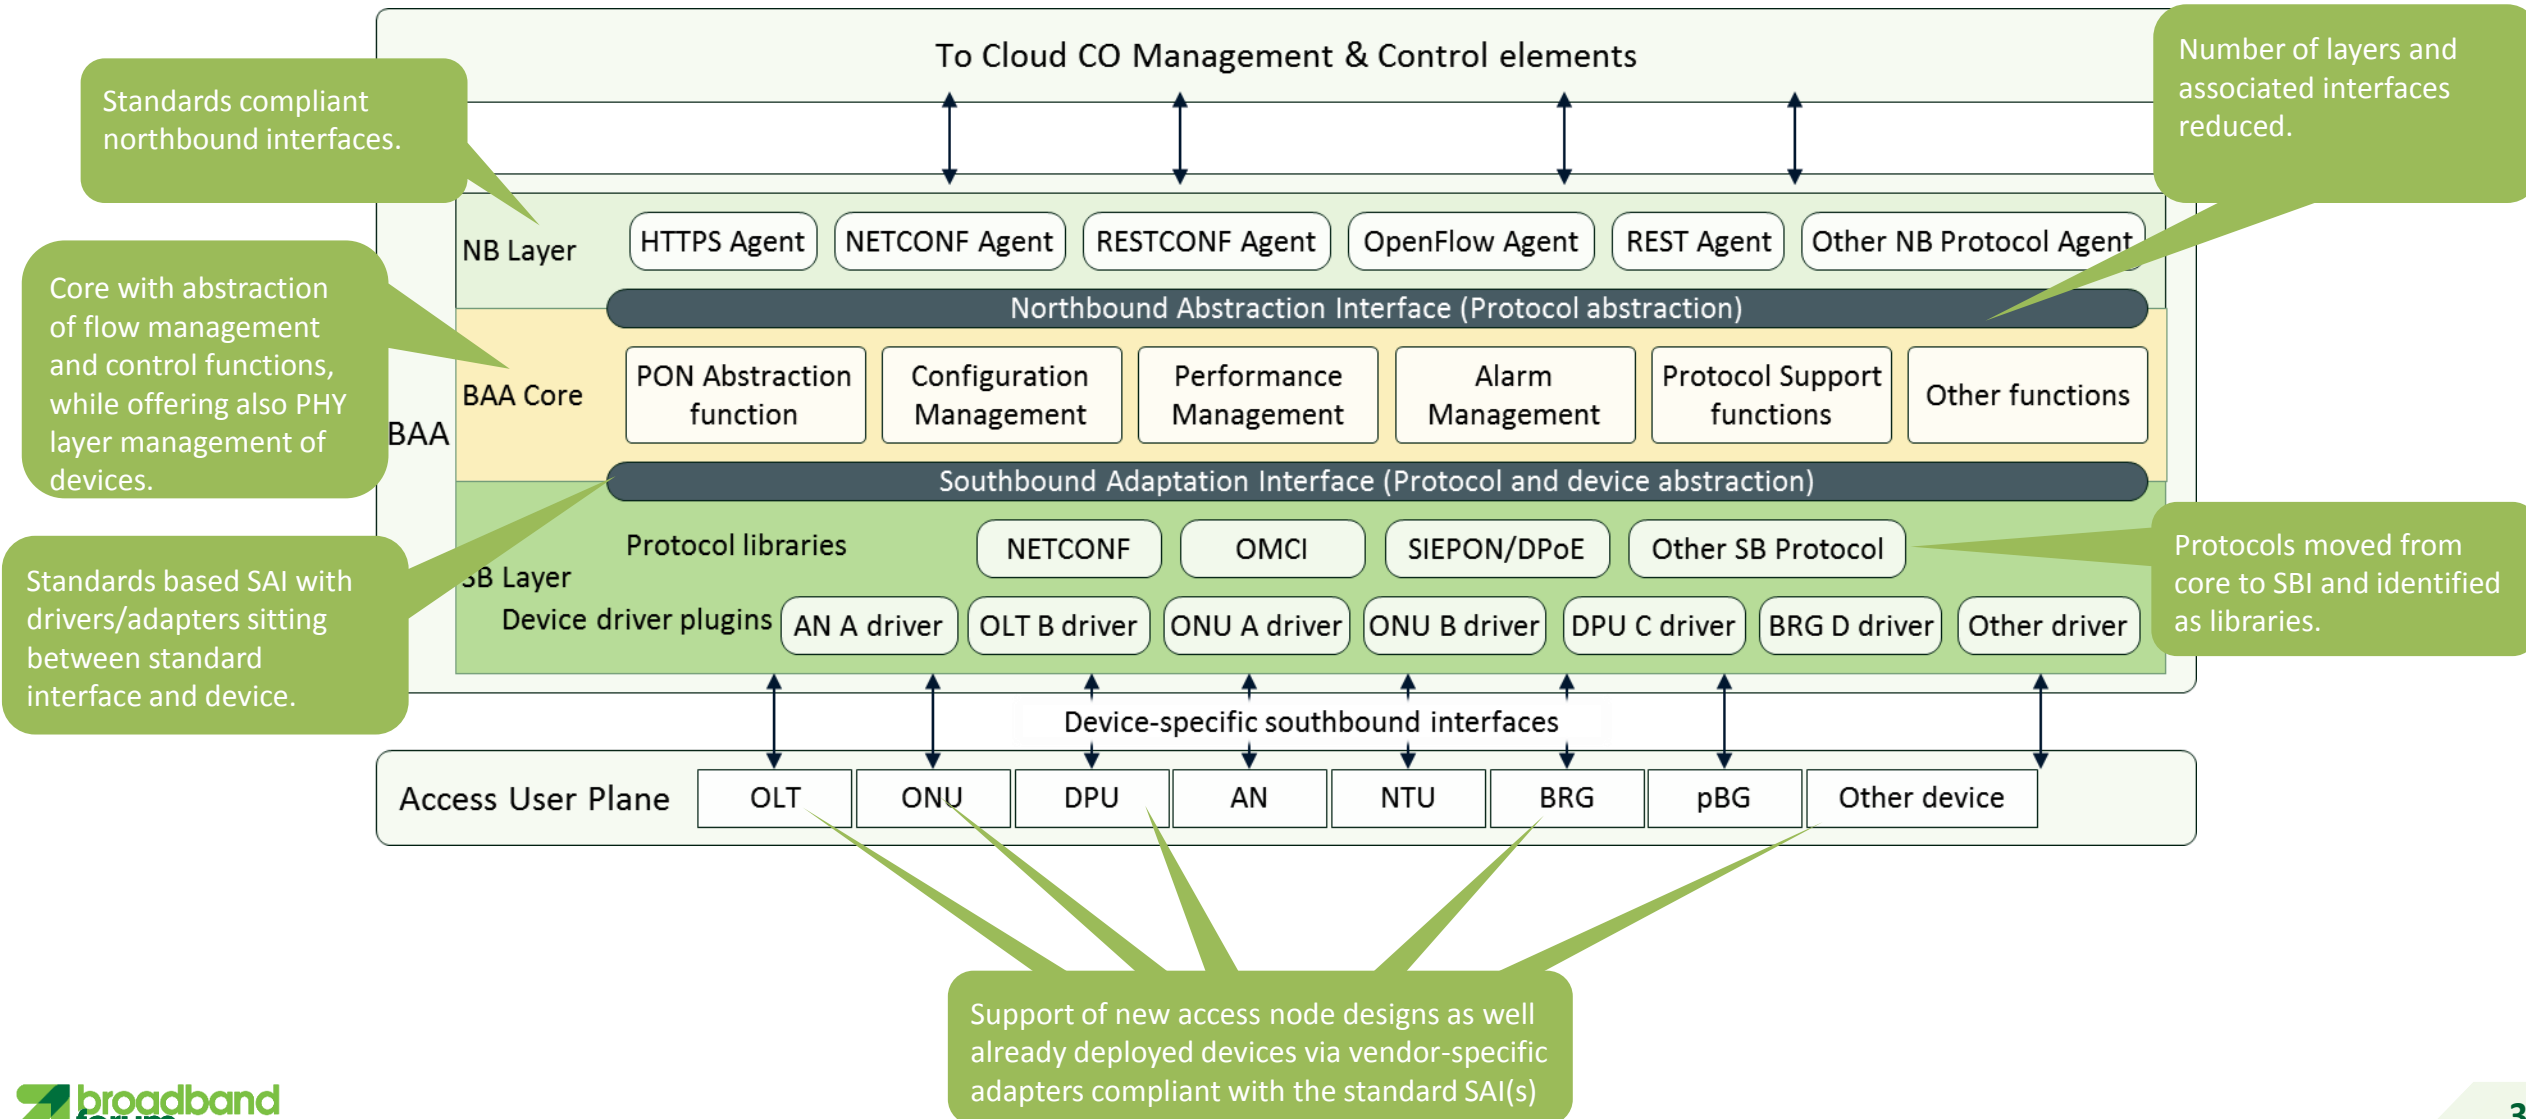 To Cloud CO Management & Control elements
Number of layers and
associated interfaces
reduced.
Standards compliant
northbound interfaces.
NB Layer
HTTPS Agent
NETCONF Agent
RESTCONF Agent
OpenFlow Agent
REST Agent
Other NB Protocol Agent
Northbound Abstraction Interface (Protocol abstraction)
Core with abstraction
of flow management
and control functions,
while offering also PHY
layer management of
devices.
BAA
BAA Core
PON Abstraction
function
Configuration
Management
Performance
Management
Alarm
Management
Protocol Support
functions
Other functions
Southbound Adaptation Interface (Protocol and device abstraction)
Standards based SAI with
drivers/adapters sitting
between standard
interface and device.
SB Layer
Protocol libraries
NETCONF
OMCI
SIEPON/DPoE
Other SB Protocol
Protocols moved from
core to SBI and identified
as libraries.
Device driver plugins
AN A driver
OLT B driver
ONU A driver
ONU B driver
DPU C driver
BRG D driver
Other driver
Device-specific southbound interfaces
Access User Plane
OLT
ONU
DPU
AN
NTU
BRG
pBG
Other device
Support of new access node designs as well
already deployed devices via vendor-specific
adapters compliant with the standard SAI(s)
broadband
forum
3